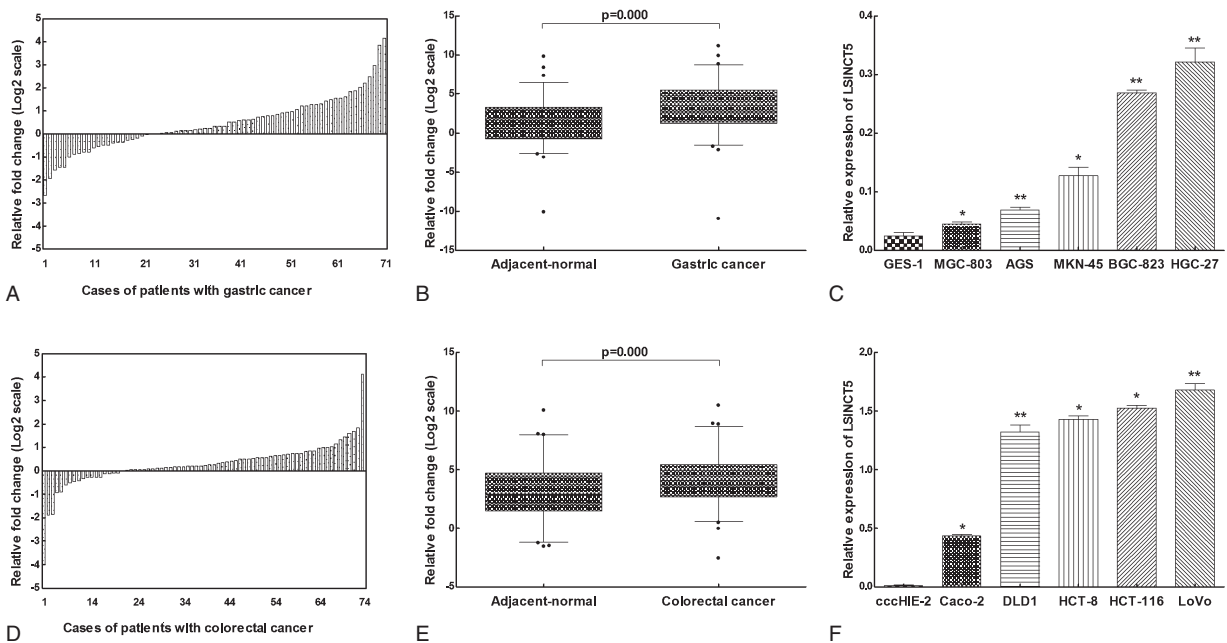 Relative fold change (Log2 scale)
5
4
3
2
1
0
-1
-2
-3
-4
-5
1 11 21 31 41 51 61 71
Cases of patients with gastric cancer
A
p=0.000
Relative fold change (Log2 scale)
15
10
5
0
-5
-10
-15
Adjacent-normal Gastric cancer
B
Relative expression of LSINCT5
0.4
0.3
0.2
0.1
0.0
* ** * ** **
GES-1 MGC-803 AGS MKN-45 BGC-823 HGC-27
C
Relative fold change (Log2 scale)
5
4
3
2
1
0
-1
-2
-3
-4
-5
1 14 24 34 44 54 64 74
Cases of patients with colorectal cancer
D
p=0.000
Relative fold change (Log2 scale)
15
10
5
0
-5
Adjacent-normal Colorectal cancer
E
Relative expression of LSINCT5
2.0
1.5
1.0
0.5
0.0
* ** * * **
cccHIE-2 Caco-2 DLD1 HCT-8 HCT-116 LoVo
F